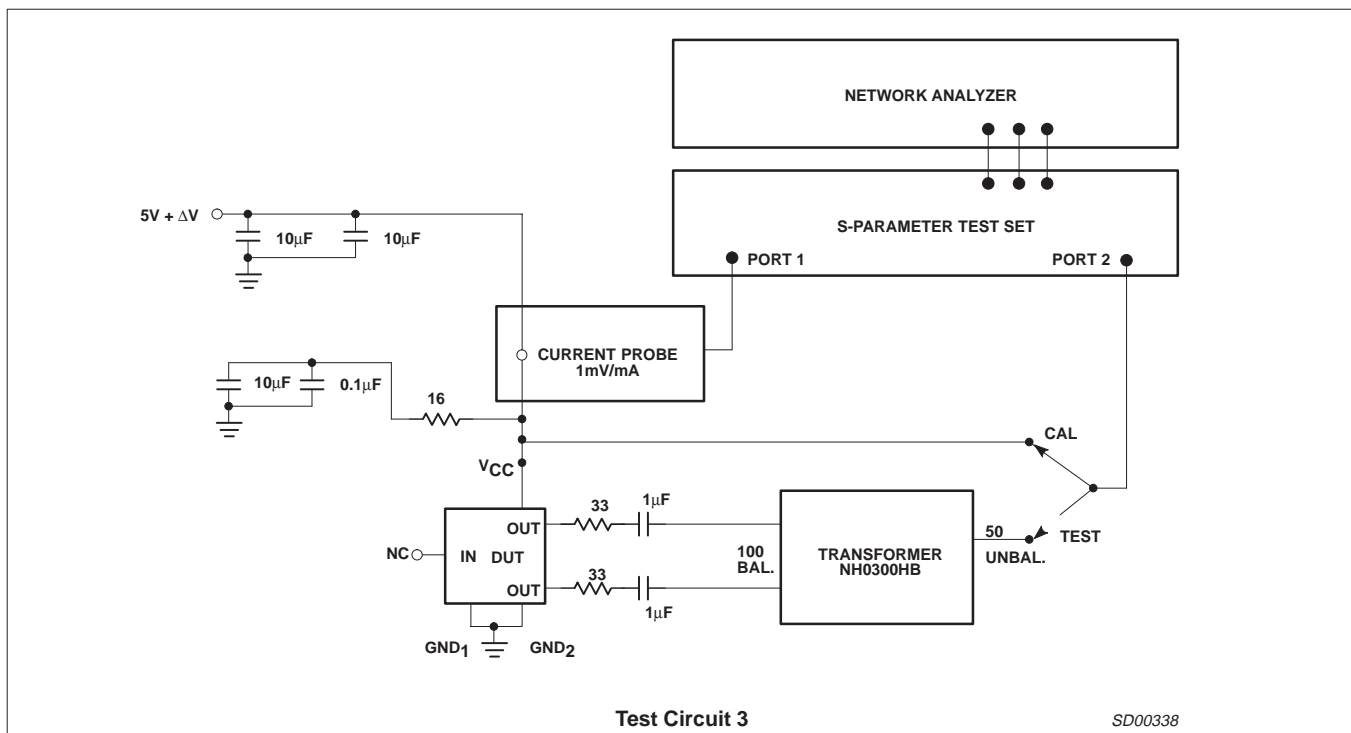 NETWORK ANALYZER
S-PARAMETER TEST SET
5V + ΔV
10μF
10μF
PORT 1
PORT 2
CURRENT PROBE
1mV/mA
10μF
0.1μF
16
CAL
VCC
33
1μF
OUT
50
TEST
NC
IN
DUT
100
BAL.
TRANSFORMER
NH0300HB
UNBAL.
33
OUT
1μF
GND1
GND2
Test Circuit 3
SD00338